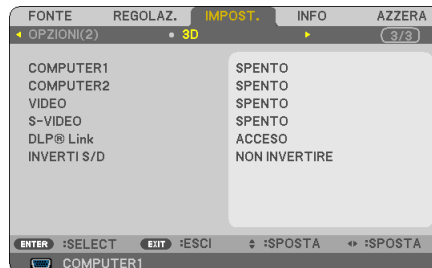 FONTE REGOLAZ. IMPOST. INFO AZZERA
OPZIONI(2) 3D 3/3
COMPUTER1 SPENTO
COMPUTER2 SPENTO
VIDEO SPENTO
S-VIDEO SPENTO
DLP® Link ACCESO
INVERTI S/D NON INVERTIRE
ENTER :SELECT EXIT :ESCI :SPOSTA :SPOSTA
COMPUTER1